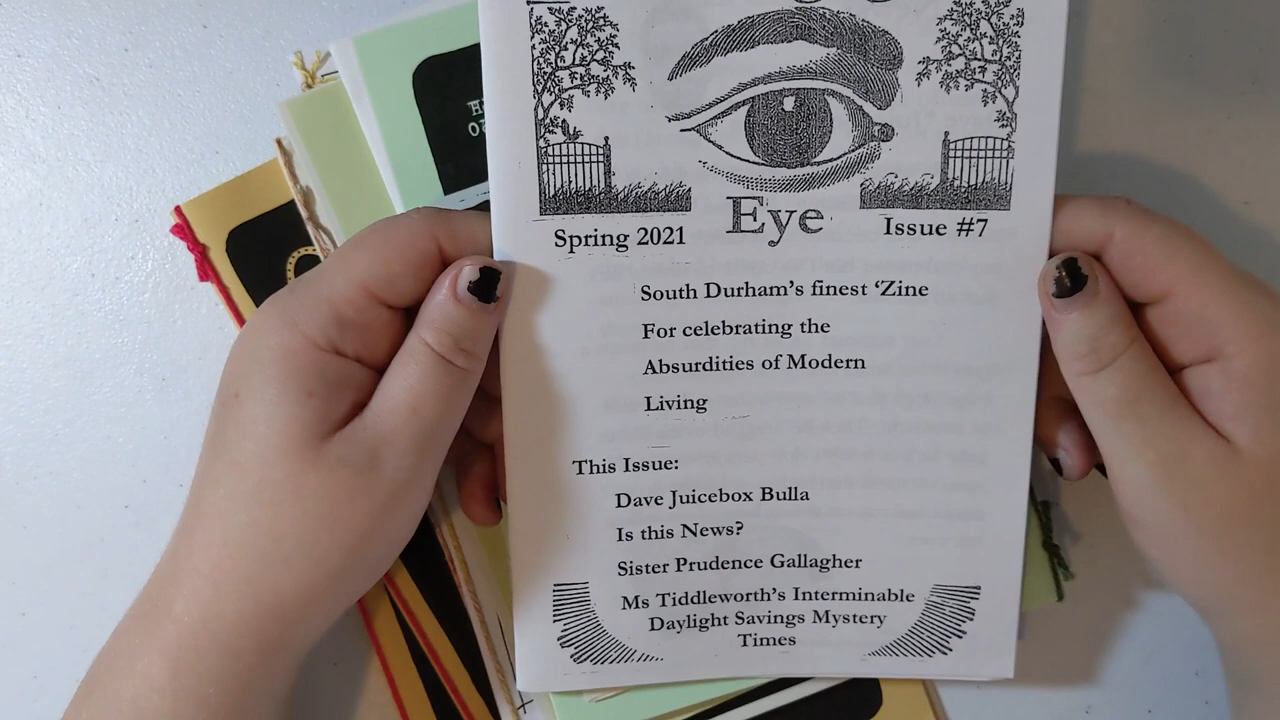 Eye
Spring 2021
Issue #7
South Durham's finest ‘Zine
For celebrating the
Absurdities of Modern
Living
This Issue:
Dave Juicebox Bulla
Is this News?
Sister Prudence Gallagher
Ms Tiddleworth's Interminable
Daylight Savings Mystery
Times